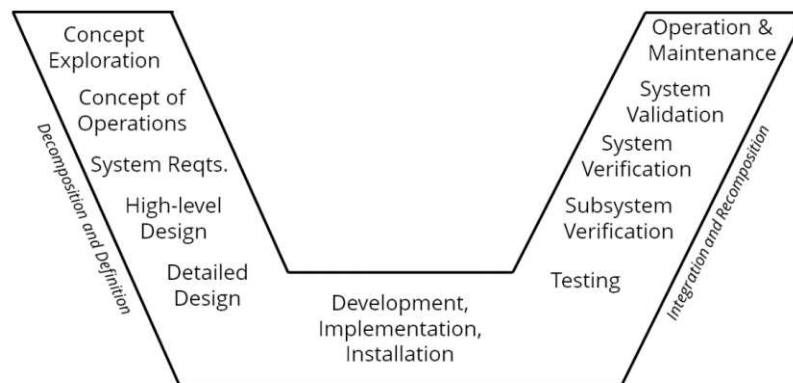 Concept
Exploration
Concept of
Operations
System Reqts.
High-level
Design
Detailed
Design
Decomposition and Definition
Development,
Implementation,
Installation
Operation &
Maintenance
System
Validation
System
Verification
Subsystem
Verification
Testing
Integration and Recomposition